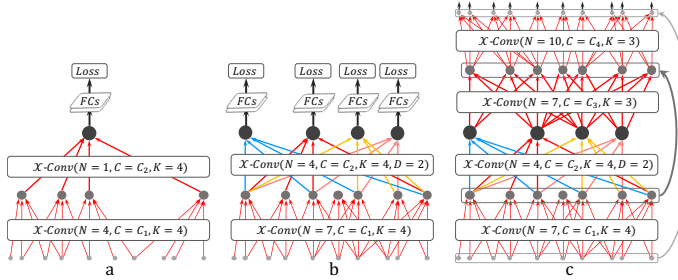 Loss
FCs
𝒳-Conv(N = 1, C = C₂, K = 4)
𝒳-Conv(N = 4, C = C₁, K = 4)
a
Loss Loss Loss Loss
FCs FCs FCs FCs
𝒳-Conv(N = 4, C = C₂, K = 4, D = 2)
𝒳-Conv(N = 7, C = C₁, K = 4)
b
𝒳-Conv(N = 10, C = C₄, K = 3)
𝒳-Conv(N = 7, C = C₃, K = 3)
𝒳-Conv(N = 4, C = C₂, K = 4, D = 2)
𝒳-Conv(N = 7, C = C₁, K = 4)
c